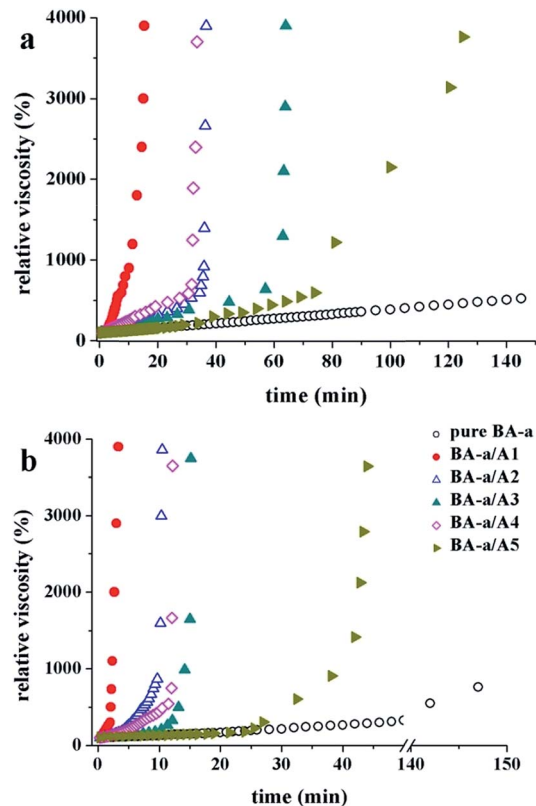 a
4000
3000
2000
1000
0
relative viscosity (%)
0 20 40 60 80 100 120 140
time (min)
b
4000
3000
2000
1000
0
relative viscosity (%)
pure BA-a
BA-a/A1
BA-a/A2
BA-a/A3
BA-a/A4
BA-a/A5
0 10 20 30 40 140 150
time (min)